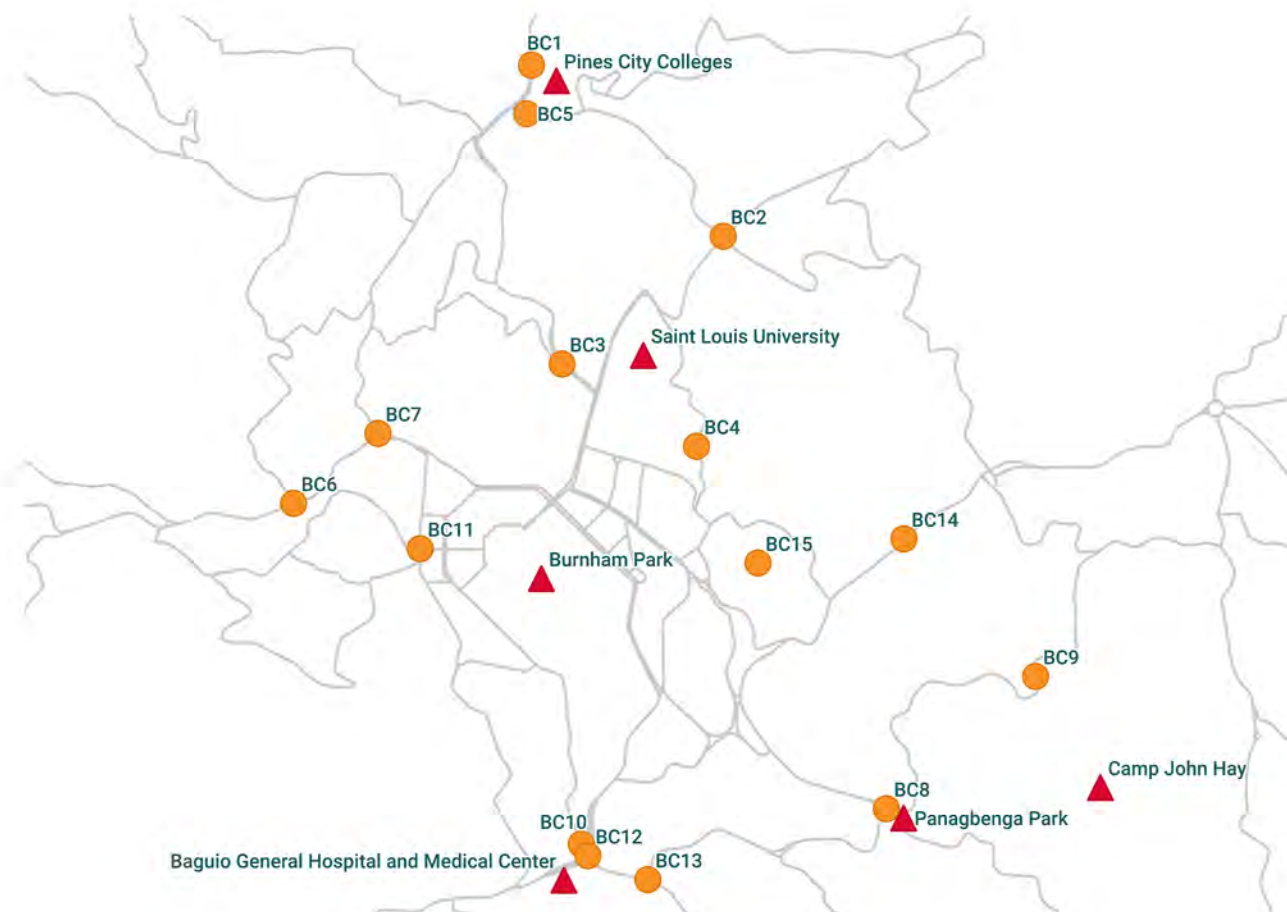 BC1
Pines City Colleges
BC5
BC2
Saint Louis University
BC3
BC7
BC4
BC6
BC11
BC14
BC15
Burnham Park
BC9
Camp John Hay
BC8
Panagbenga Park
BC10
BC12
Baguio General Hospital and Medical Center
BC13